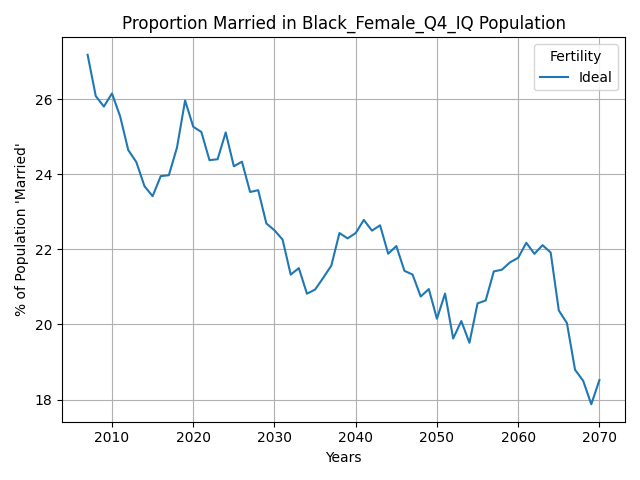 Proportion Married in Black_Female_Q4_IQ Population
Fertility
Ideal
% of Population 'Married'
26
24
22
20
18
2010 2020 2030 2040 2050 2060 2070
Years